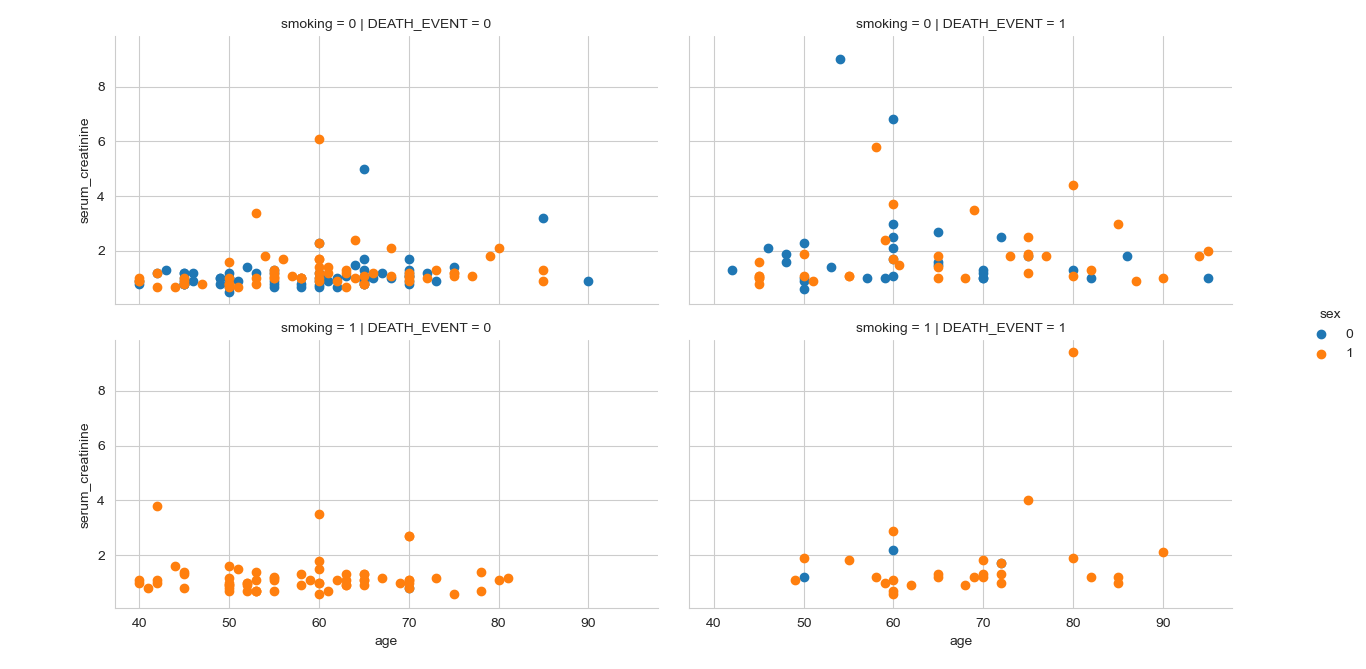 smoking = 0 | DEATH_EVENT = 0
smoking = 0 | DEATH_EVENT = 1
8
6
4
2
serum_creatinine
smoking = 1 | DEATH_EVENT = 0
smoking = 1 | DEATH_EVENT = 1
sex
0
1
8
6
4
2
serum_creatinine
40 50 60 70 80 90
40 50 60 70 80 90
age
age